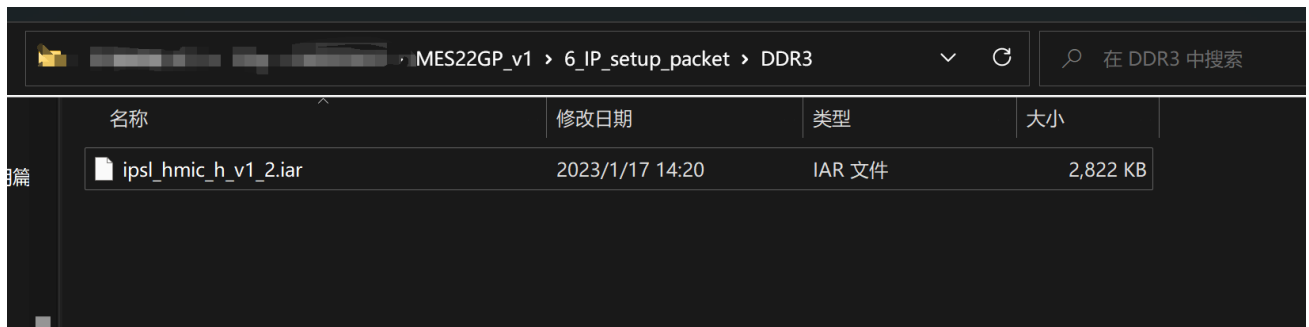 MES22GP_v1 › 6_IP_setup_packet › DDR3 在 DDR3 中搜索
名称 修改日期 类型 大小
ipsl_hmic_h_v1_2.iar 2023/1/17 14:20 IAR 文件 2,822 KB